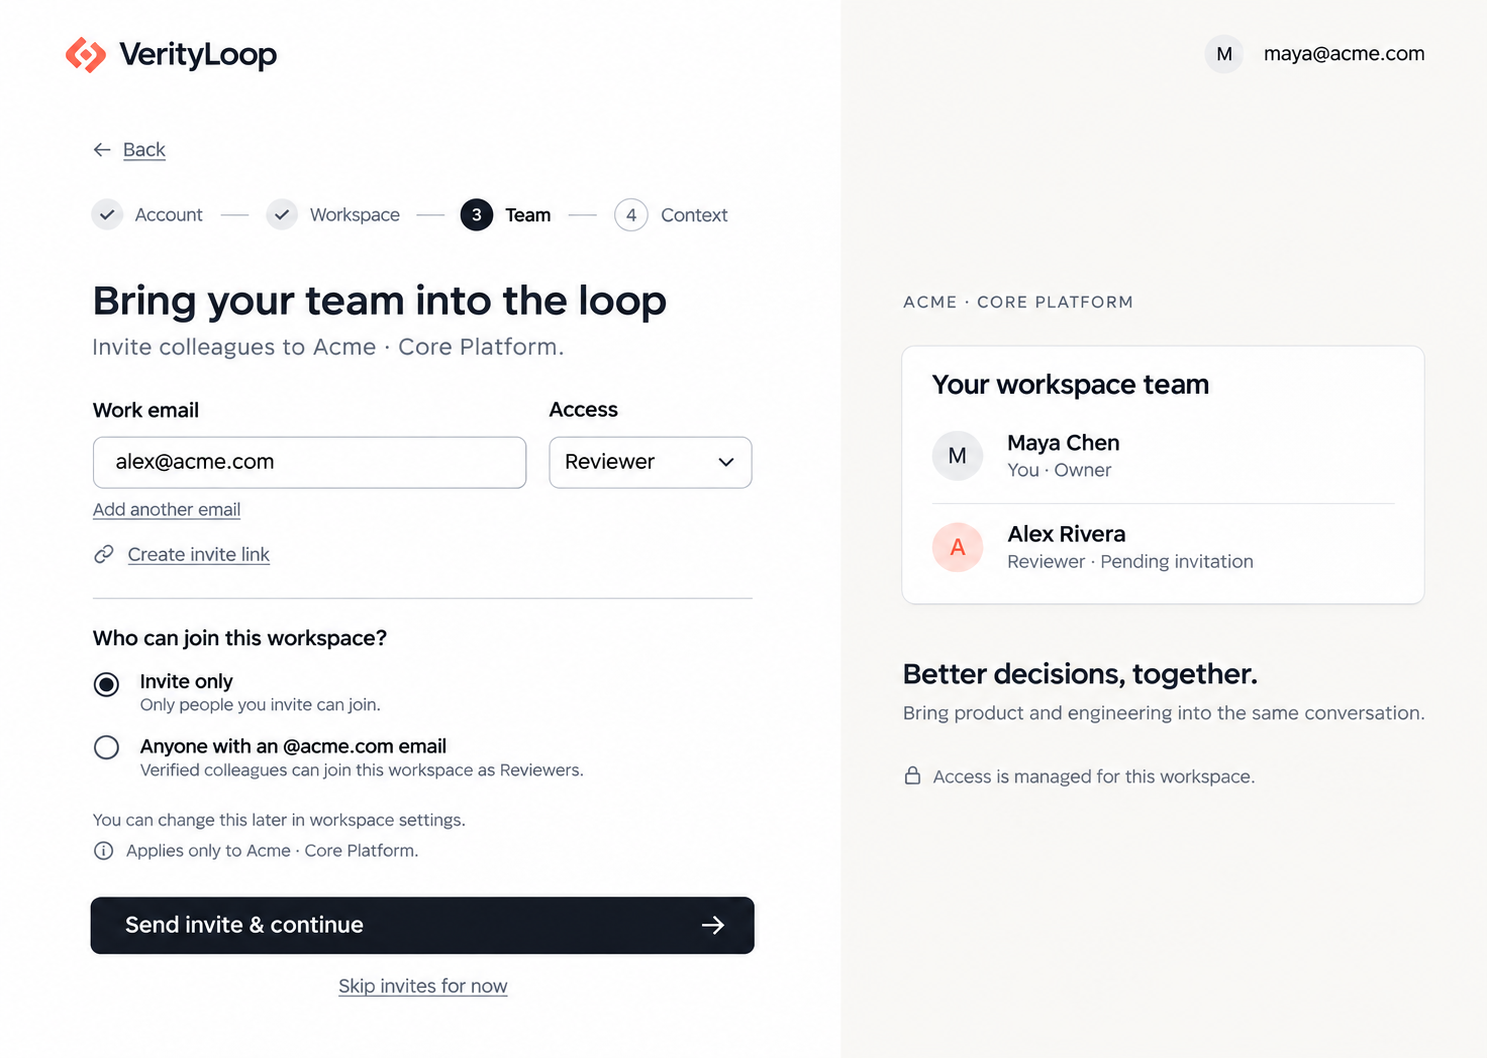 VerityLoop
M maya@acme.com
Back
Account
Workspace
3 Team
4 Context
Bring your team into the loop
Invite colleagues to Acme · Core Platform.
Work email
Access
alex@acme.com
Reviewer
Add another email
Create invite link
Who can join this workspace?
Invite only
Only people you invite can join.
Anyone with an @acme.com email
Verified colleagues can join this workspace as Reviewers.
You can change this later in workspace settings.
Applies only to Acme · Core Platform.
Send invite & continue
Skip invites for now
ACME · CORE PLATFORM
Your workspace team
M
Maya Chen
You · Owner
A
Alex Rivera
Reviewer · Pending invitation
Better decisions, together.
Bring product and engineering into the same conversation.
Access is managed for this workspace.